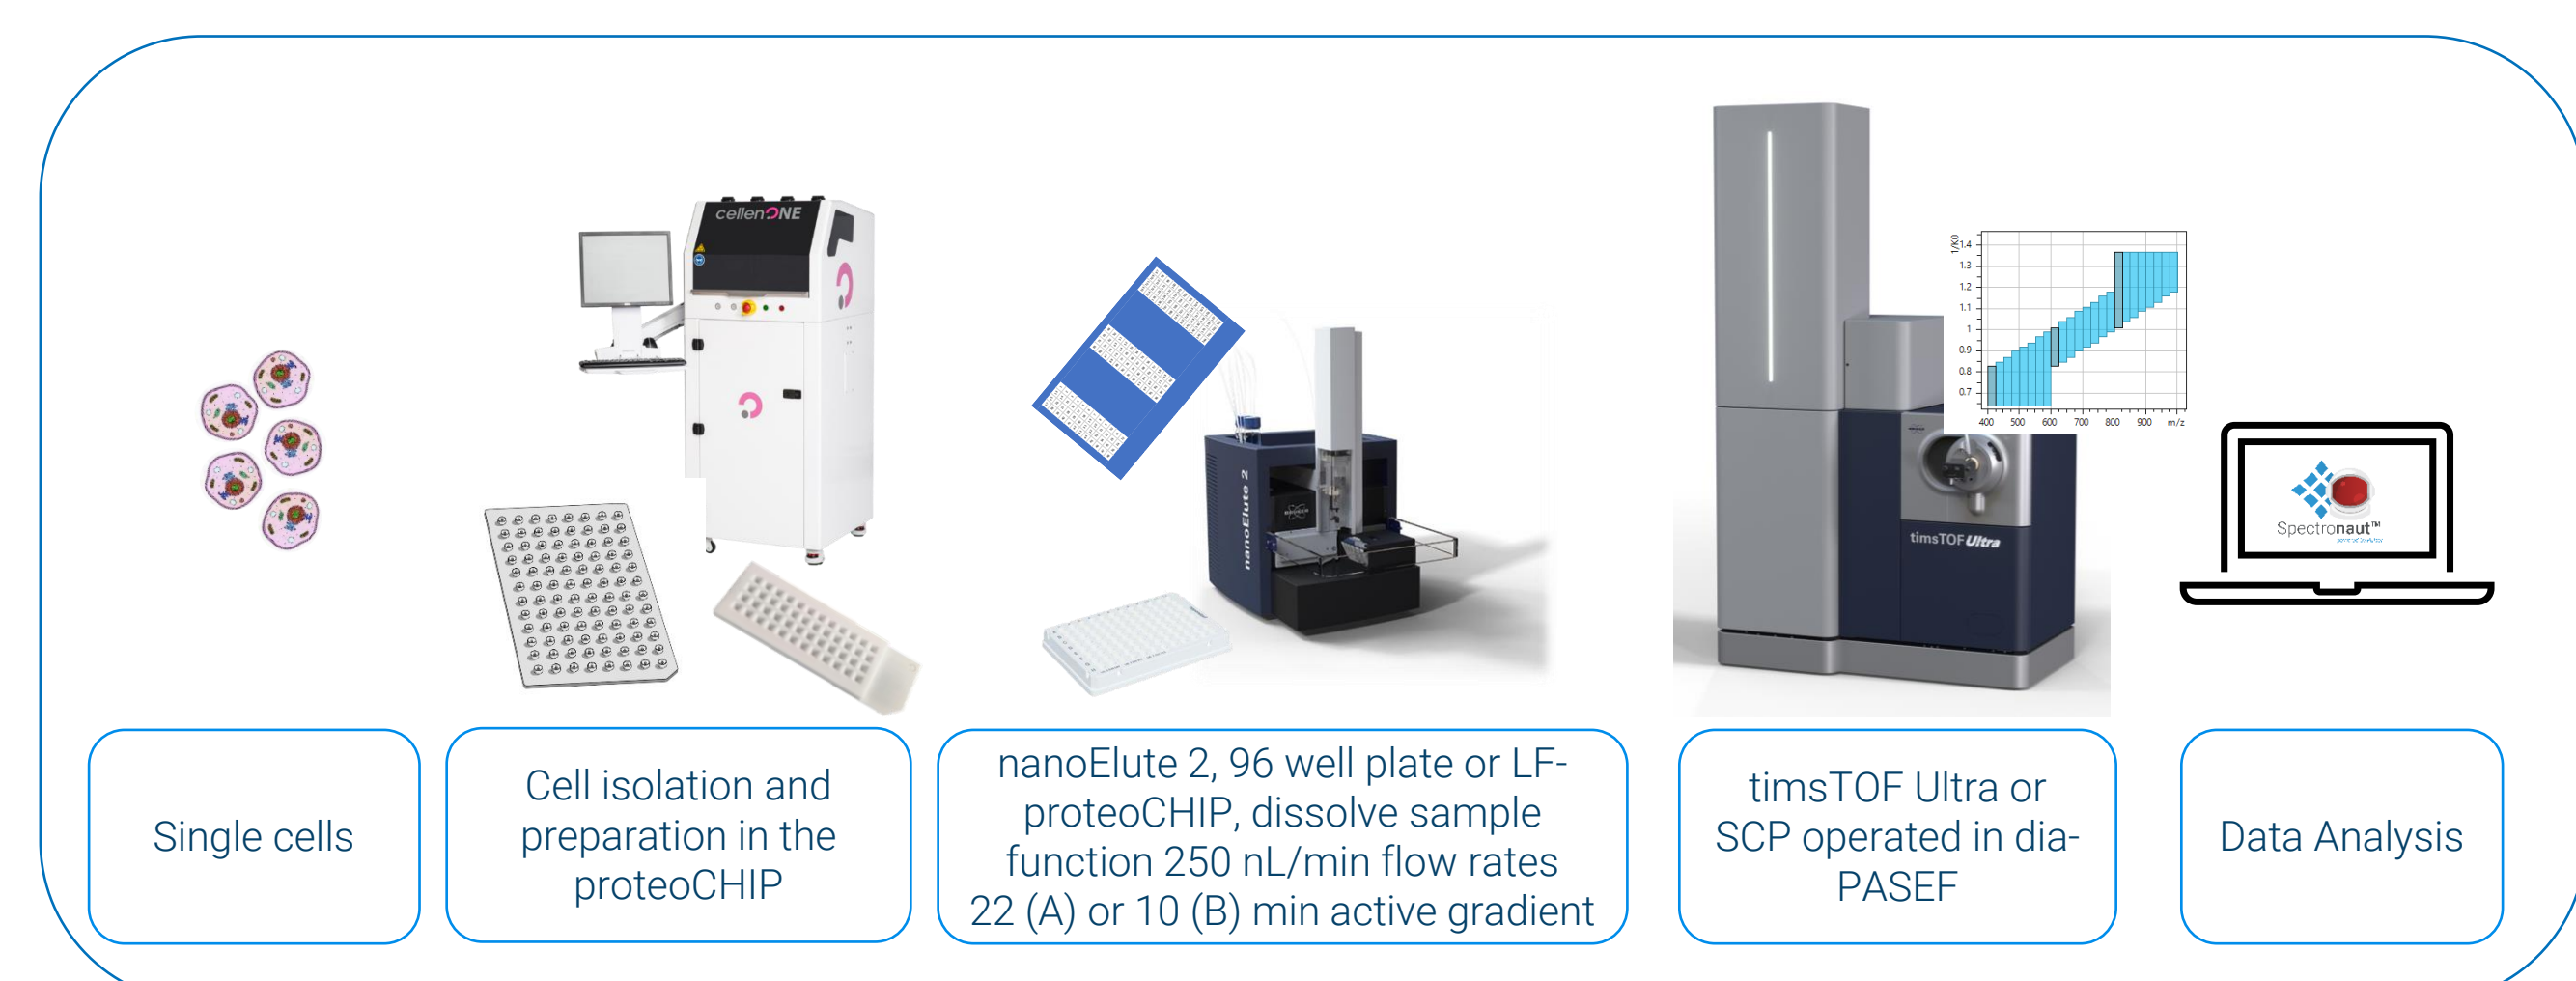 cellenONE
nanoElute 2
BRUKER
timsTOF Ultra
1/K0
1.4
1.3
1.2
1.1
1
0.9
0.8
0.7
400 500 600 700 800 900 m/z
Spectronaut™
Single cells
Cell isolation and
preparation in the
proteoCHIP
nanoElute 2, 96 well plate or LF-
proteoCHIP, dissolve sample
function 250 nL/min flow rates
22 (A) or 10 (B) min active gradient
timsTOF Ultra or
SCP operated in dia-
PASEF
Data Analysis